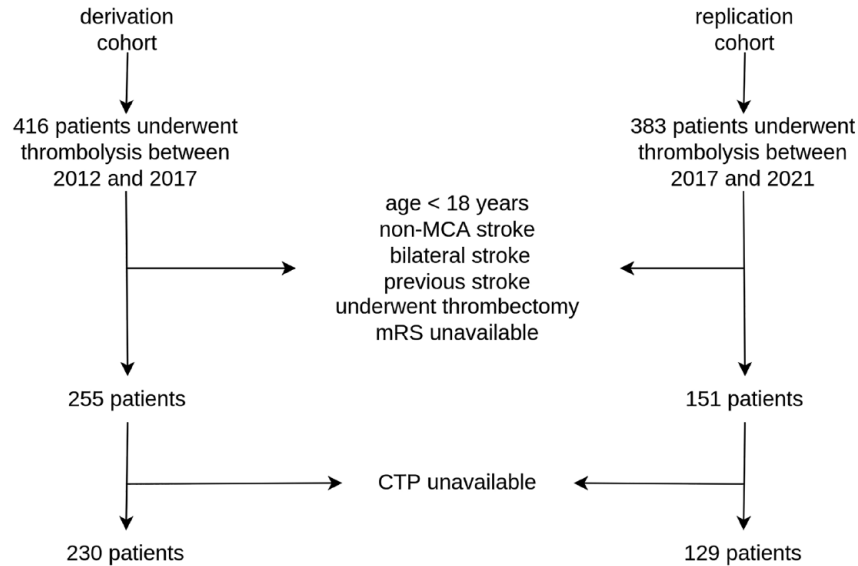 derivation
cohort
replication
cohort
416 patients underwent
thrombolysis between
2012 and 2017
383 patients underwent
thrombolysis between
2017 and 2021
age < 18 years
non-MCA stroke
bilateral stroke
previous stroke
underwent thrombectomy
mRS unavailable
255 patients
151 patients
CTP unavailable
230 patients
129 patients